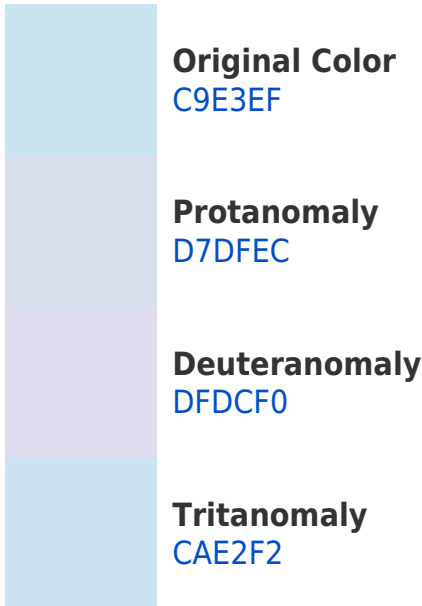 Original Color
C9E3EF
Protanomaly
D7DFEC
Deuteranomaly
DFDCF0
Tritanomaly
CAE2F2